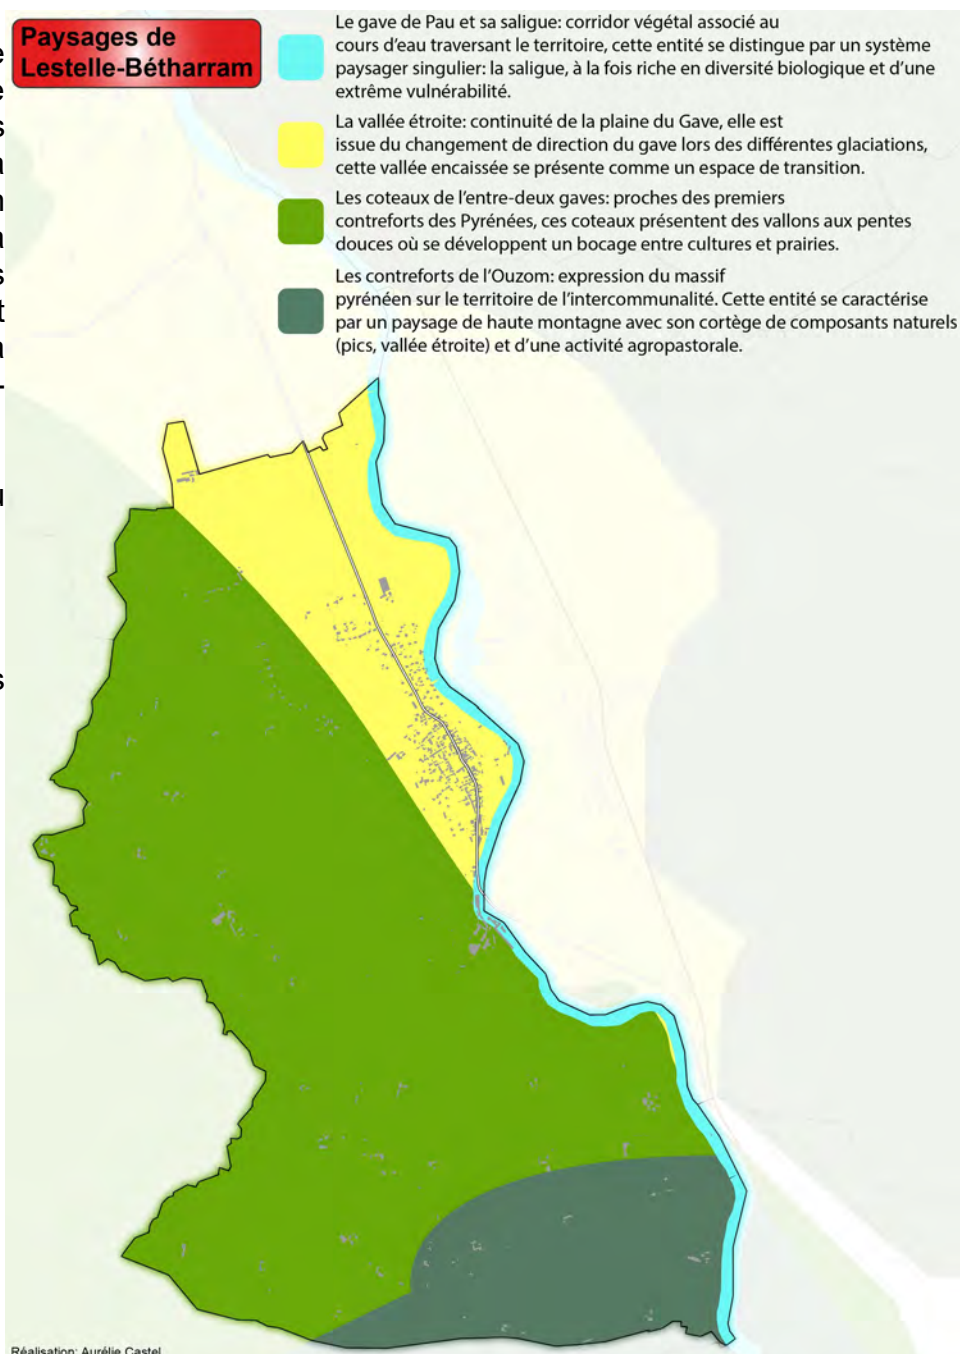 Paysages de
Lestelle-Bétharram
Le gave de Pau et sa saligue: corridor végétal associé au
cours d'eau traversant le territoire, cette entité se distingue par un système
paysager singulier: la saligue, à la fois riche en diversité biologique et d'une
extrême vulnérabilité.
La vallée étroite: continuité de la plaine du Gave, elle est
issue du changement de direction du gave lors des différentes glaciations,
cette vallée encaissée se présente comme un espace de transition.
Les coteaux de l'entre-deux gaves: proches des premiers
contreforts des Pyrénées, ces coteaux présentent des vallons aux pentes
douces où se développent un bocage entre cultures et prairies.
Les contreforts de l'Ouzom: expression du massif
pyrénéen sur le territoire de l'intercommunalité. Cette entité se caractérise
par un paysage de haute montagne avec son cortège de composants naturels
(pics, vallée étroite) et d'une activité agropastorale.
Réalisation: Aurélie Castel